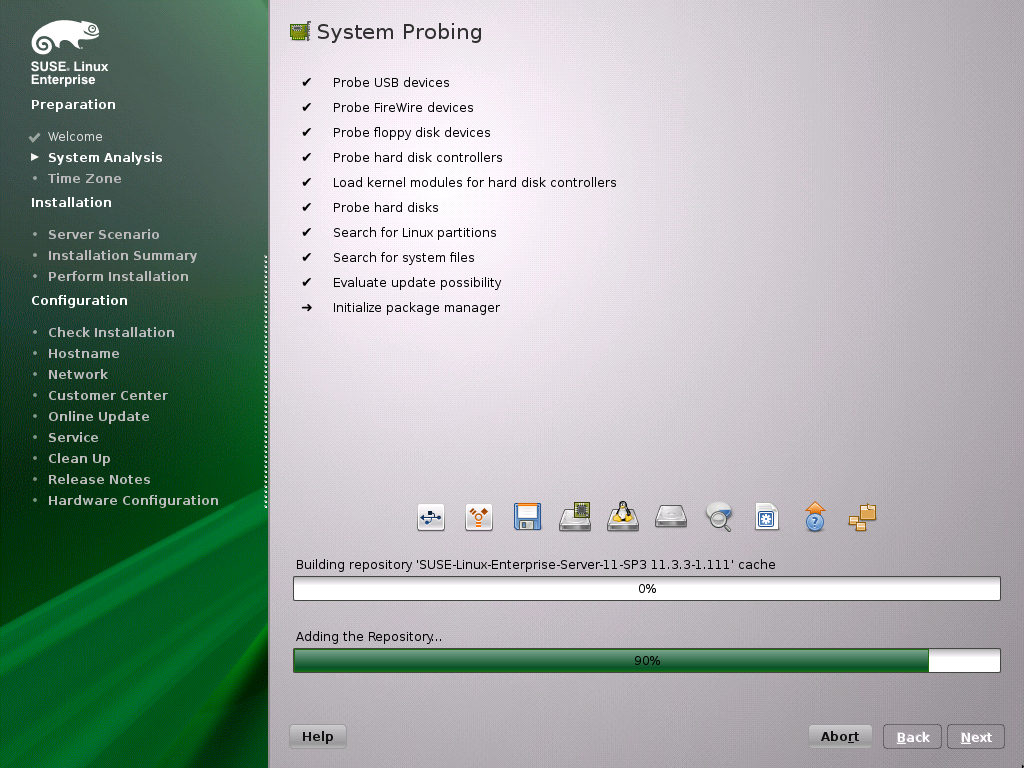 SUSE. Linux
Enterprise
Preparation
Welcome
System Analysis
Time Zone
Installation
Server Scenario
Installation Summary
Perform Installation
Configuration
Check Installation
Hostname
Network
Customer Center
Online Update
Service
Clean Up
Release Notes
Hardware Configuration
System Probing
Probe USB devices
Probe FireWire devices
Probe floppy disk devices
Probe hard disk controllers
Load kernel modules for hard disk controllers
Probe hard disks
Search for Linux partitions
Search for system files
Evaluate update possibility
Initialize package manager
Building repository 'SUSE-Linux-Enterprise-Server-11-SP3 11.3.3-1.111' cache
0%
Adding the Repository...
90%
Help
Abort
Back
Next